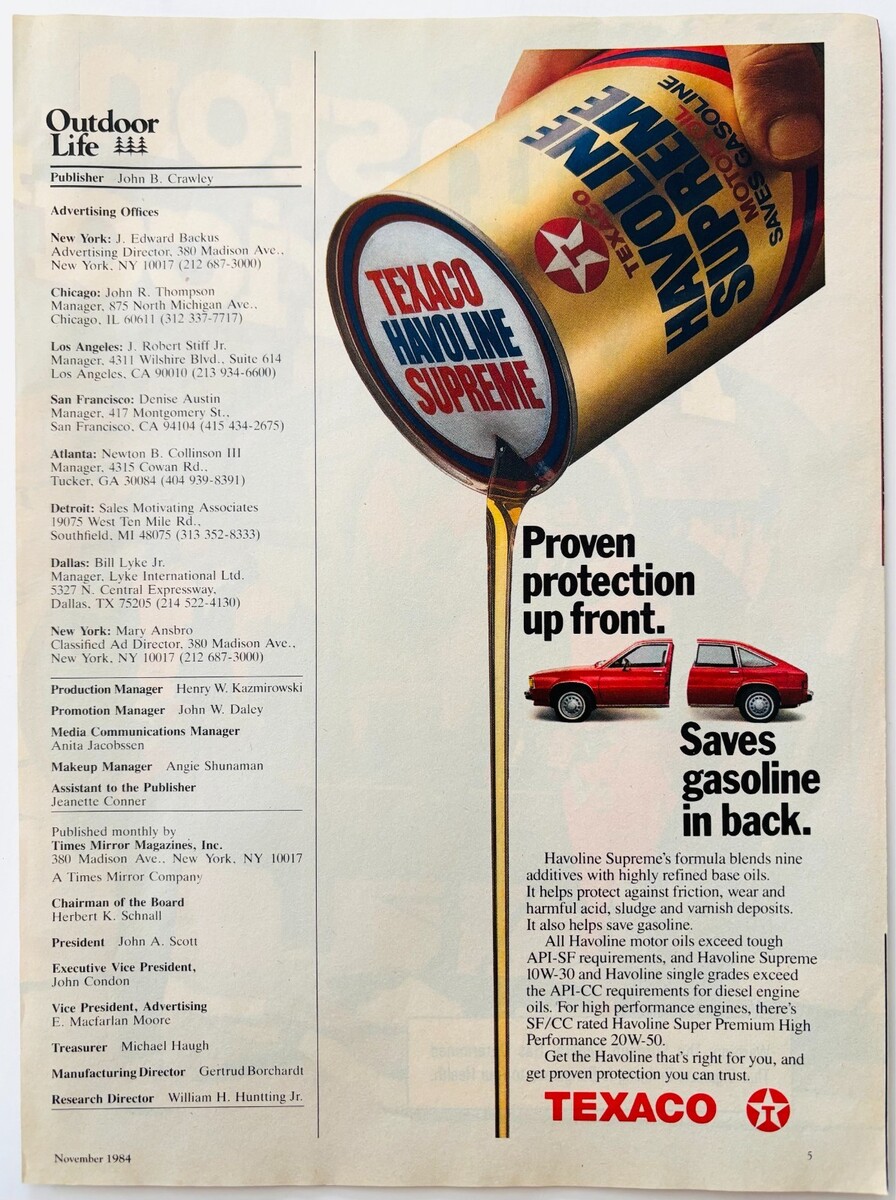 Outdoor
Life
Publisher John B. Crawley
Advertising Offices
New York: J. Edward Backus
Advertising Director, 380 Madison Ave.,
New York, NY 10017 (212 687-3000)
Chicago: John R. Thompson
Manager, 875 North Michigan Ave.,
Chicago, IL 60611 (312 337-7717)
Los Angeles: J. Robert Stiff Jr.
Manager, 4311 Wilshire Blvd., Suite 614
Los Angeles, CA 90010 (213 934-6600)
San Francisco: Denise Austin
Manager, 417 Montgomery St.,
San Francisco, CA 94104 (415 434-2675)
Atlanta: Newton B. Collinson III
Manager, 4315 Cowan Rd.,
Tucker, GA 30084 (404 939-8391)
Detroit: Sales Motivating Associates
19075 West Ten Mile Rd.,
Southfield, MI 48075 (313 352-8333)
Dallas: Bill Lyke Jr.
Manager, Lyke International Ltd.
5327 N. Central Expressway,
Dallas, TX 75205 (214 522-4130)
New York: Mary Ansbro
Classified Ad Director, 380 Madison Ave.,
New York, NY 10017 (212 687-3000)
Production Manager Henry W. Kazmirowski
Promotion Manager John W. Daley
Media Communications Manager
Anita Jacobssen
Makeup Manager Angie Shunaman
Assistant to the Publisher
Jeanette Conner
Published monthly by
Times Mirror Magazines, Inc.
380 Madison Ave., New York, NY 10017
A Times Mirror Company
Chairman of the Board
Herbert K. Schnall
President John A. Scott
Executive Vice President,
John Condon
Vice President, Advertising
E. Macfarlan Moore
Treasurer Michael Haugh
Manufacturing Director Gertrud Borchardt
Research Director William H. Huntting Jr.
November 1984
TEXACO
HAVOLINE
SUPREME
MOTOR OIL
SAVES GASOLINE
TEXACO
HAVOLINE
SUPREME
Proven
protection
up front.
Saves
gasoline
in back.
Havoline Supreme's formula blends nine
additives with highly refined base oils.
It helps protect against friction, wear and
harmful acid, sludge and varnish deposits.
It also helps save gasoline.
All Havoline motor oils exceed tough
API-SF requirements, and Havoline Supreme
10W-30 and Havoline single grades exceed
the API-CC requirements for diesel engine
oils. For high performance engines, there's
SF/CC rated Havoline Super Premium High
Performance 20W-50.
Get the Havoline that's right for you, and
get proven protection you can trust.
TEXACO T
5